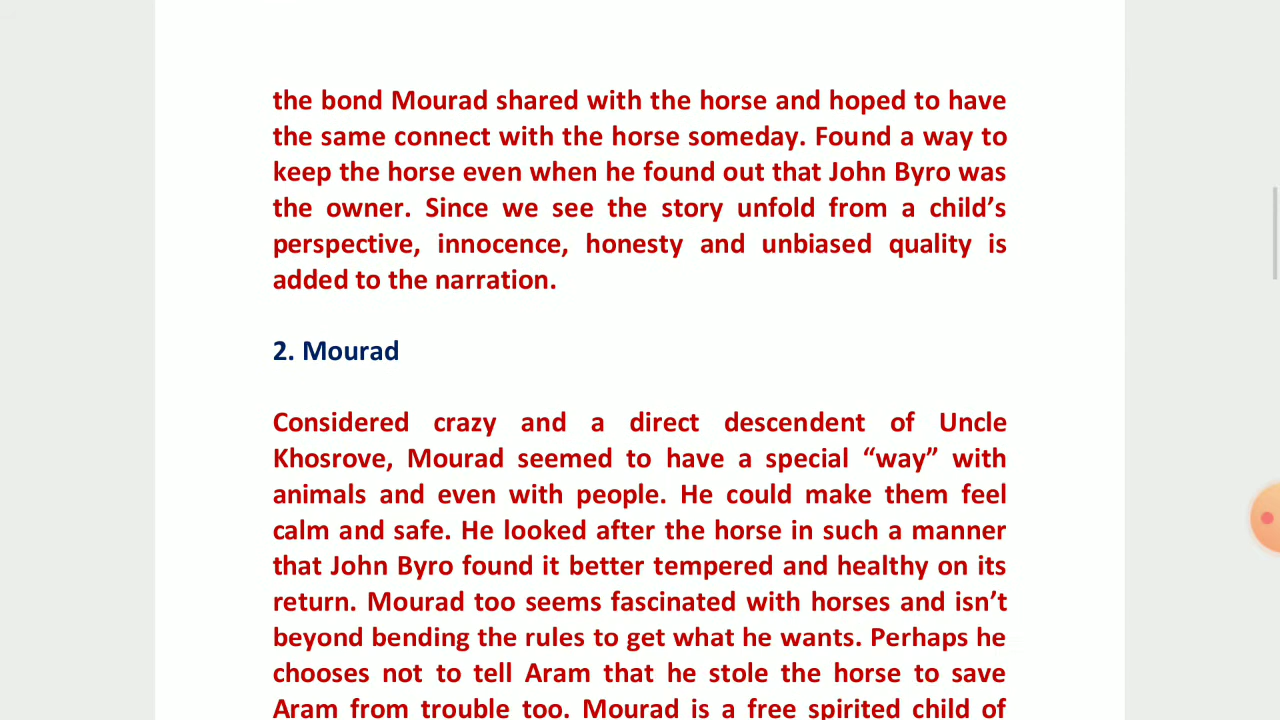 the bond Mourad shared with the horse and hoped to have
the same connect with the horse someday. Found a way to
keep the horse even when he found out that John Byro was
the owner. Since we see the story unfold from a child’s
perspective, innocence, honesty and unbiased quality is
added to the narration.
2. Mourad
Considered crazy and a direct descendent of Uncle
Khosrove, Mourad seemed to have a special “way” with
animals and even with people. He could make them feel
calm and safe. He looked after the horse in such a manner
that John Byro found it better tempered and healthy on its
return. Mourad too seems fascinated with horses and isn’t
beyond bending the rules to get what he wants. Perhaps he
chooses not to tell Aram that he stole the horse to save
Aram from trouble too. Mourad is a free spirited child of